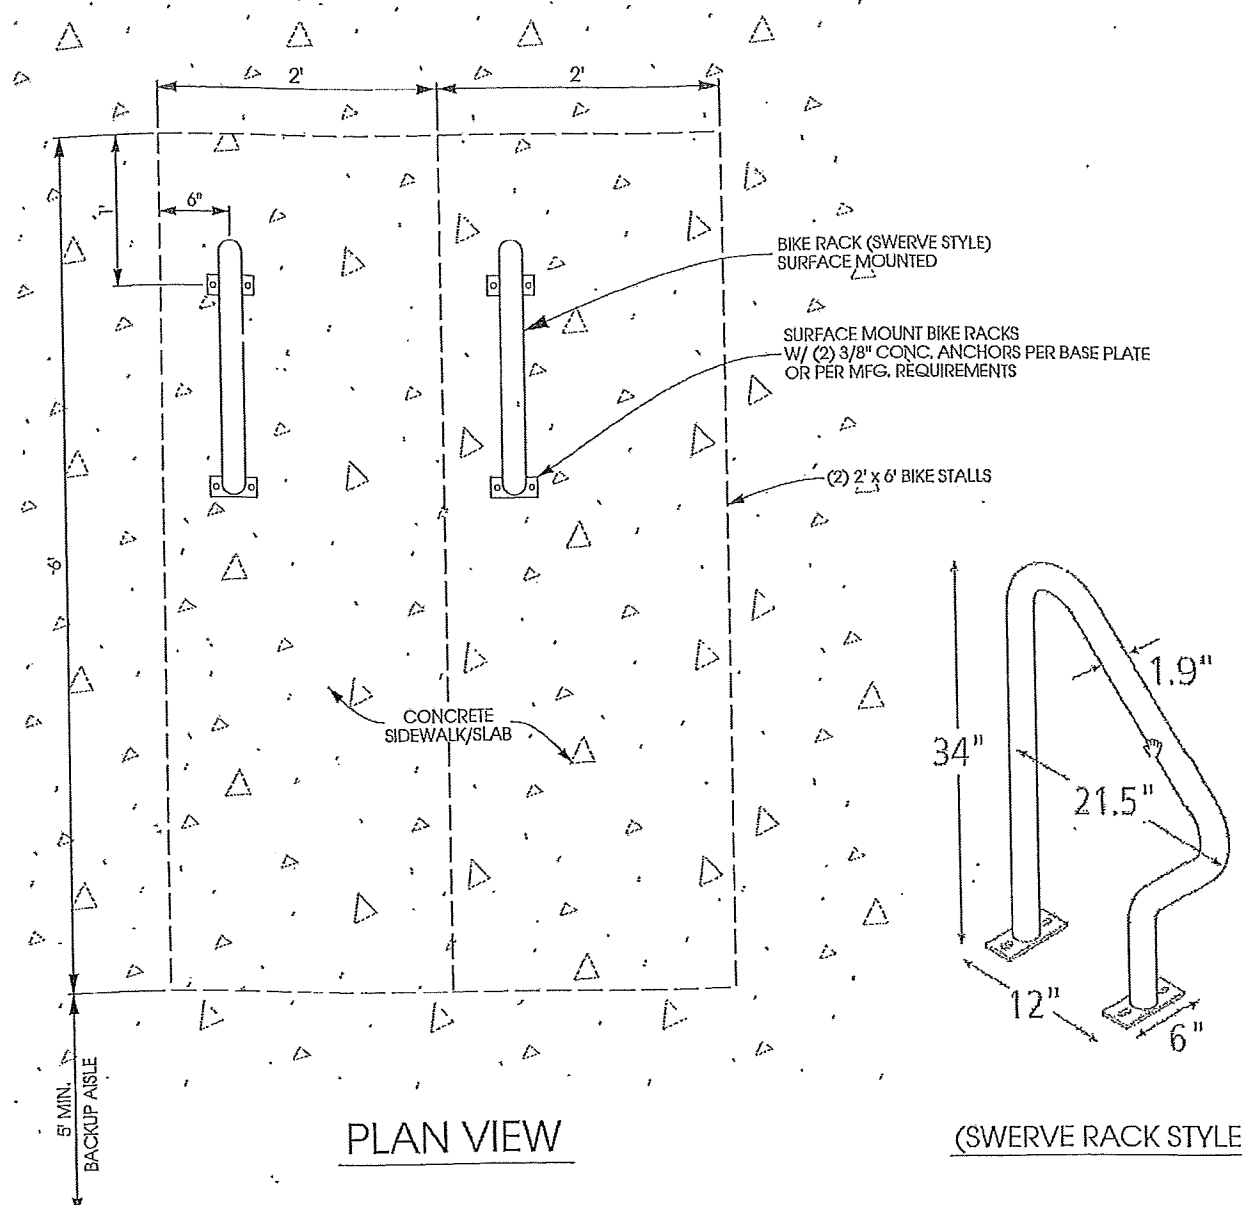 2'
2'
1'
6"
BIKE RACK (SWERVE STYLE)
SURFACE MOUNTED
SURFACE MOUNT BIKE RACKS
W/ (2) 3/8" CONC. ANCHORS PER BASE PLATE
OR PER MFG. REQUIREMENTS
(2) 2' x 6' BIKE STALLS
6'
CONCRETE
SIDEWALK/SLAB
1.9"
34"
21.5"
12"
6"
5' MIN.
BACKUP AISLE
PLAN VIEW
(SWERVE RACK STYLE